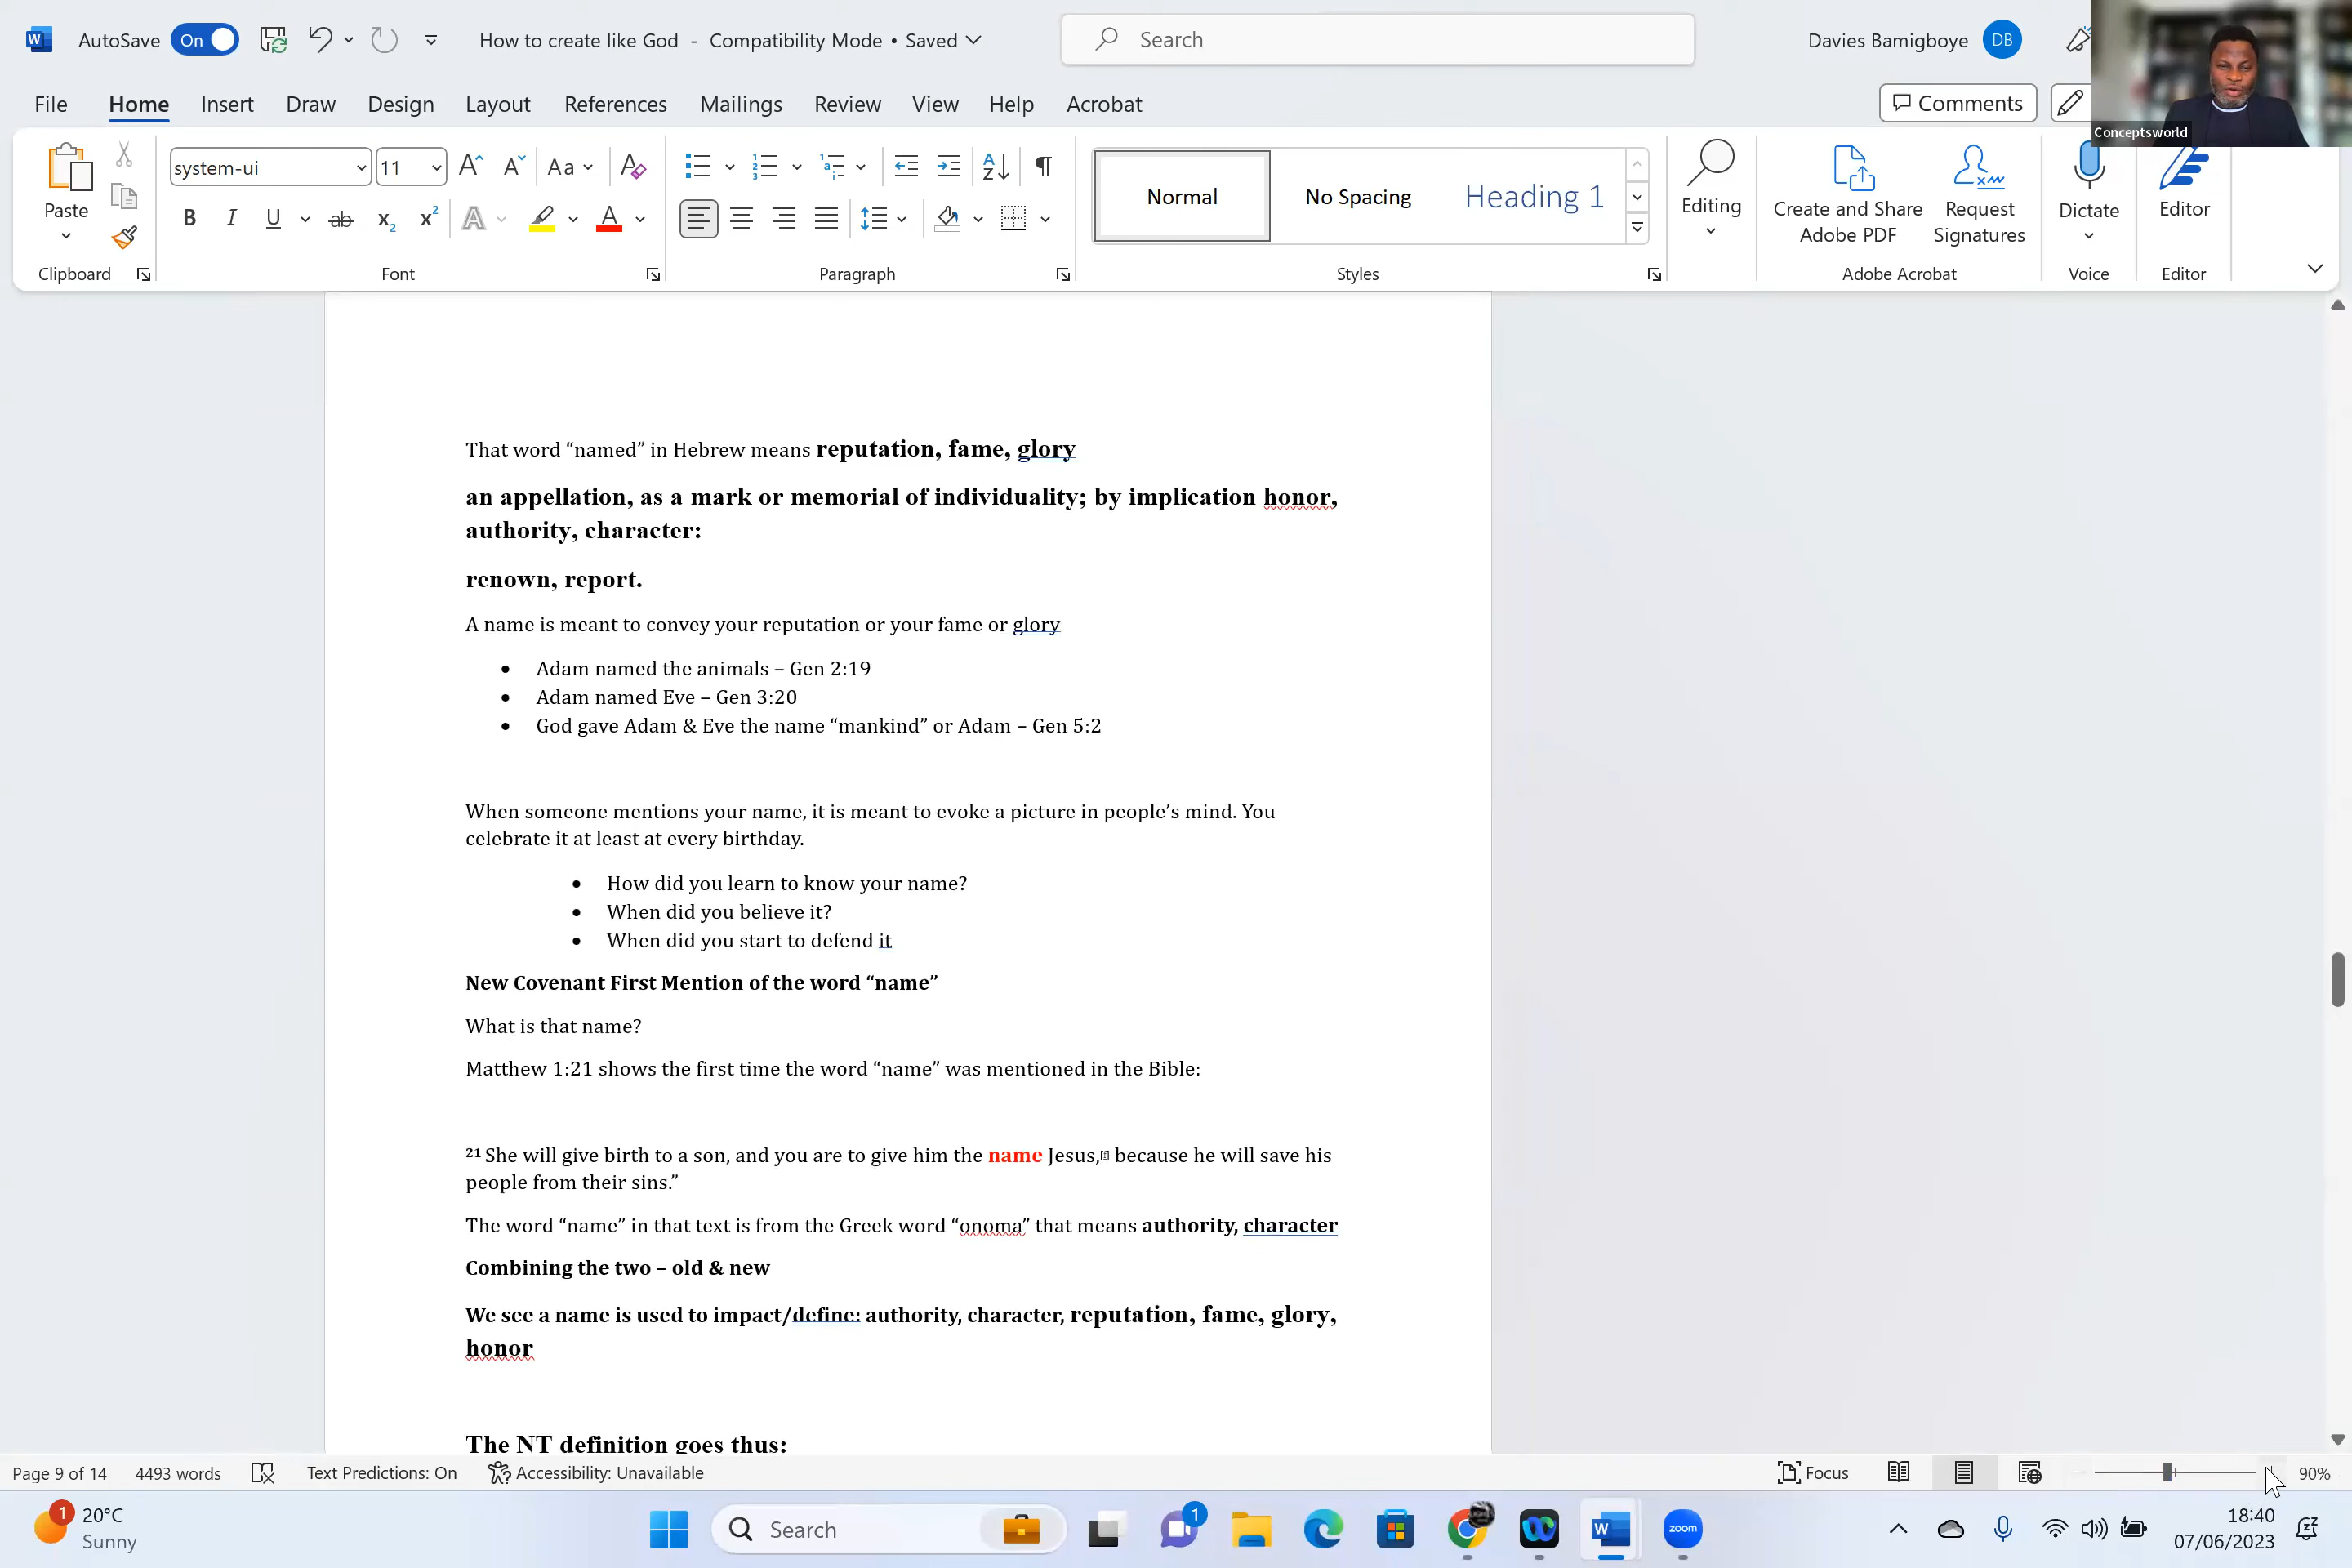 AutoSave On How to create like God - Compatibility Mode • Saved Search Davies Bamigboye DB
File Home Insert Draw Design Layout References Mailings Review View Help Acrobat Comments
Conceptsworld
system-ui 11 Aa
Normal No Spacing Heading 1
Paste Editing Create and Share Adobe PDF Request Signatures Dictate Editor
Clipboard Font Paragraph Styles Adobe Acrobat Voice Editor
That word “named” in Hebrew means reputation, fame, glory
an appellation, as a mark or memorial of individuality; by implication honor,
authority, character:
renown, report.
A name is meant to convey your reputation or your fame or glory
• Adam named the animals – Gen 2:19
• Adam named Eve – Gen 3:20
• God gave Adam & Eve the name “mankind” or Adam – Gen 5:2
When someone mentions your name, it is meant to evoke a picture in people’s mind. You
celebrate it at least at every birthday.
• How did you learn to know your name?
• When did you believe it?
• When did you start to defend it
New Covenant First Mention of the word “name”
What is that name?
Matthew 1:21 shows the first time the word “name” was mentioned in the Bible:
21 She will give birth to a son, and you are to give him the name Jesus, because he will save his
people from their sins.”
The word “name” in that text is from the Greek word “onoma” that means authority, character
Combining the two – old & new
We see a name is used to impact/define: authority, character, reputation, fame, glory,
honor
The NT definition goes thus:
Page 9 of 14 4493 words Text Predictions: On Accessibility: Unavailable Focus 90%
1 20°C Search 1 zoom 18:40
Sunny 07/06/2023